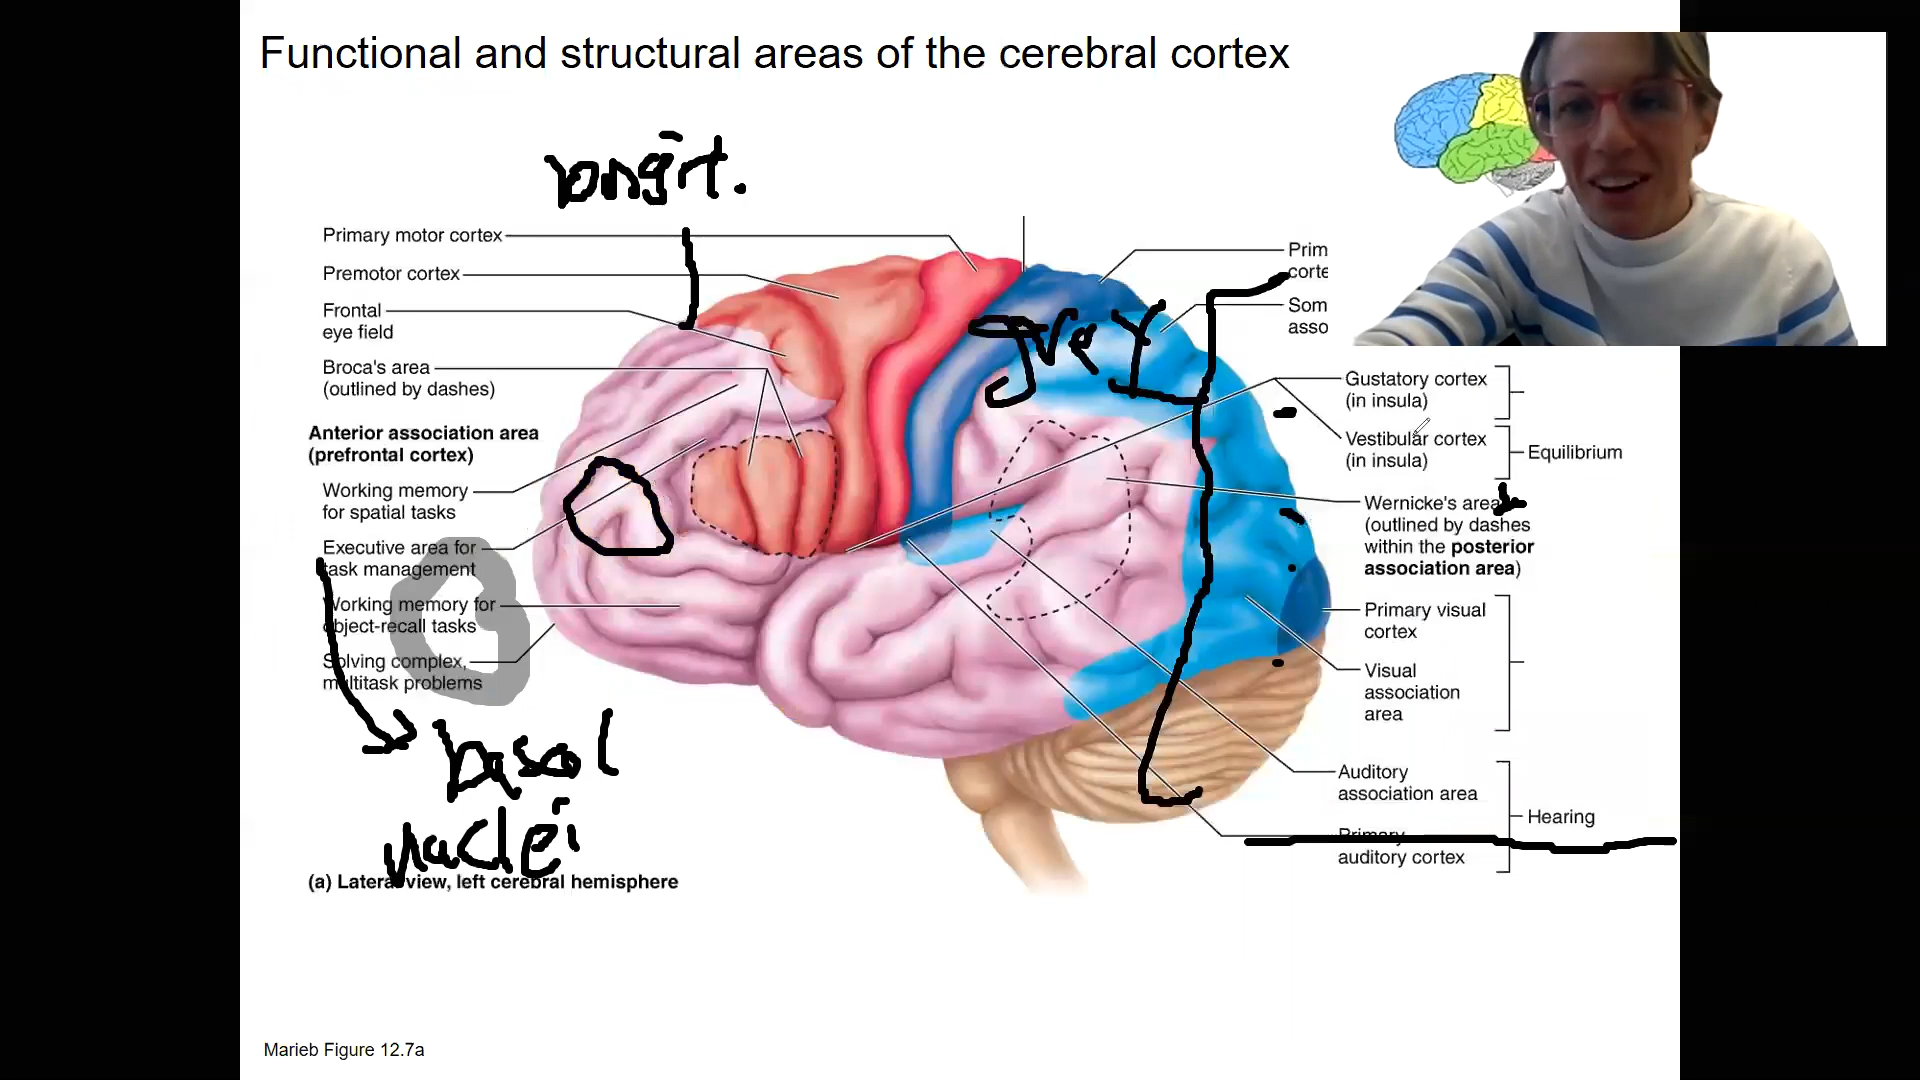 Functional and structural areas of the cerebral cortex
longit.
Primary motor cortex
Premotor cortex
Frontal
eye field
Broca's area
(outlined by dashes)
Anterior association area
(prefrontal cortex)
Working memory
for spatial tasks
Executive area for
task management
Working memory for
object-recall tasks
Solving complex,
multitask problems
basal
nuclei
(a) Lateral view, left cerebral hemisphere
grey
Prim
corte
Som
asso
Gustatory cortex
(in insula)
Vestibular cortex
(in insula)
Equilibrium
Wernicke's area
(outlined by dashes
within the posterior
association area)
Primary visual
cortex
Visual
association
area
Auditory
association area
Hearing
Primary
auditory cortex
Marieb Figure 12.7a